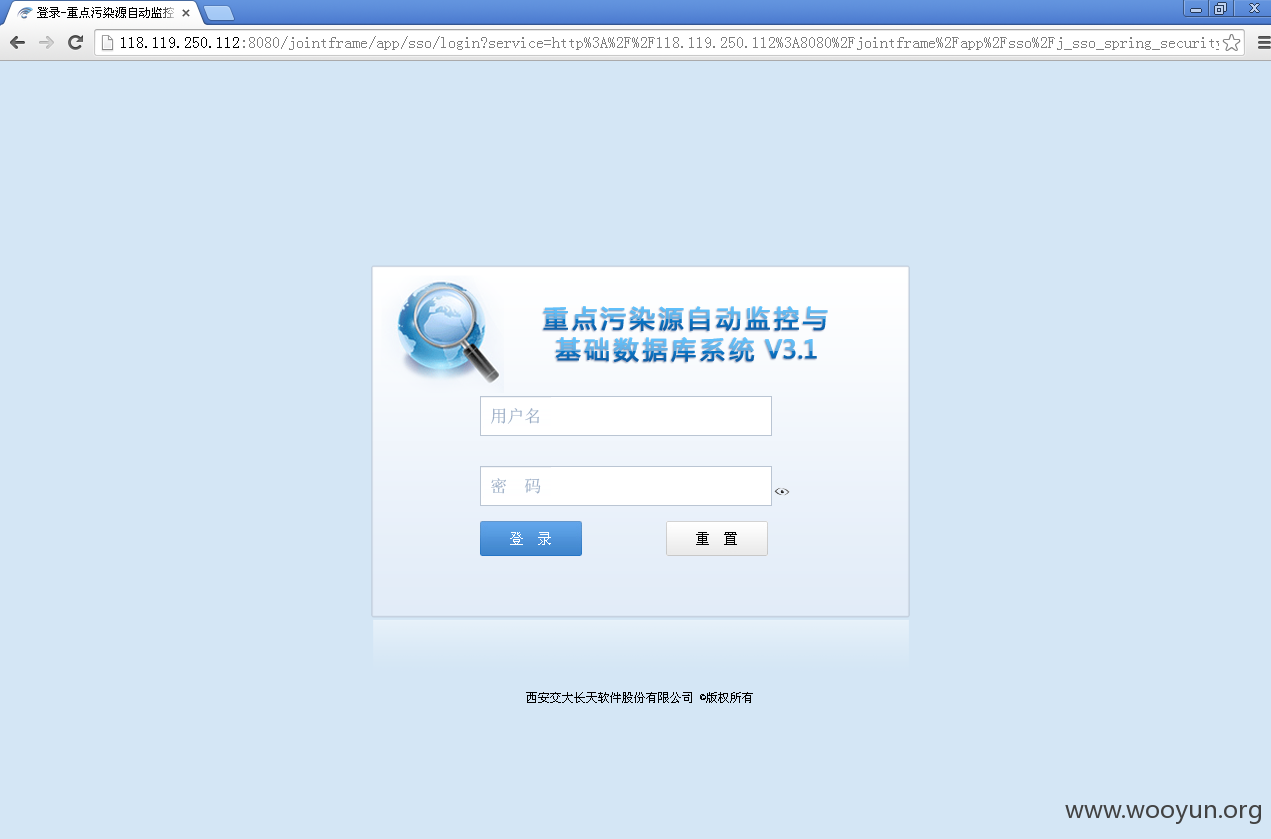 登录-重点污染源自动监控
118.119.250.112:8080/jointframe/app/sso/login?service=http%3A%2F%2F118.119.250.112%3A8080%2Fjointframe%2Fapp%2Fsso%2Fj_sso_spring_security
重点污染源自动监控与
基础数据库系统 V3.1
用户名
密 码
登 录 重 置
西安交大长天软件股份有限公司 ©版权所有
www.wooyun.org